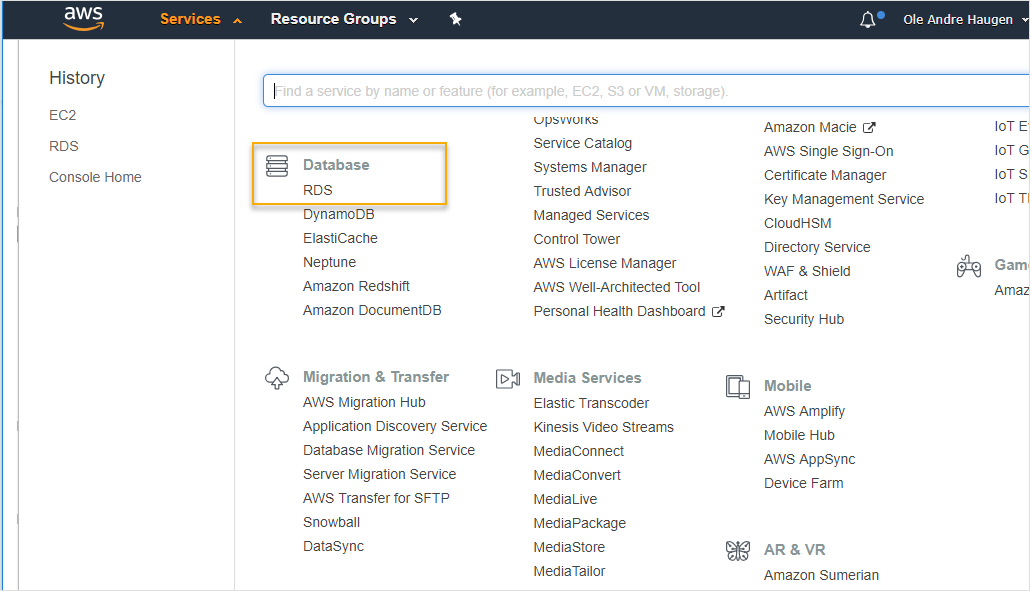 aws
Services
Resource Groups
Ole Andre Haugen
History
EC2
RDS
Console Home
Find a service by name or feature (for example, EC2, S3 or VM, storage).
Database
RDS
DynamoDB
ElastiCache
Neptune
Amazon Redshift
Amazon DocumentDB
Migration & Transfer
AWS Migration Hub
Application Discovery Service
Database Migration Service
Server Migration Service
AWS Transfer for SFTP
Snowball
DataSync
OpsWorks
Service Catalog
Systems Manager
Trusted Advisor
Managed Services
Control Tower
AWS License Manager
AWS Well-Architected Tool
Personal Health Dashboard
Media Services
Elastic Transcoder
Kinesis Video Streams
MediaConnect
MediaConvert
MediaLive
MediaPackage
MediaStore
MediaTailor
Amazon Macie
AWS Single Sign-On
Certificate Manager
Key Management Service
CloudHSM
Directory Service
WAF & Shield
Artifact
Security Hub
Mobile
AWS Amplify
Mobile Hub
AWS AppSync
Device Farm
AR & VR
Amazon Sumerian
IoT
IoT
IoT S
IoT
Gam
Amaz